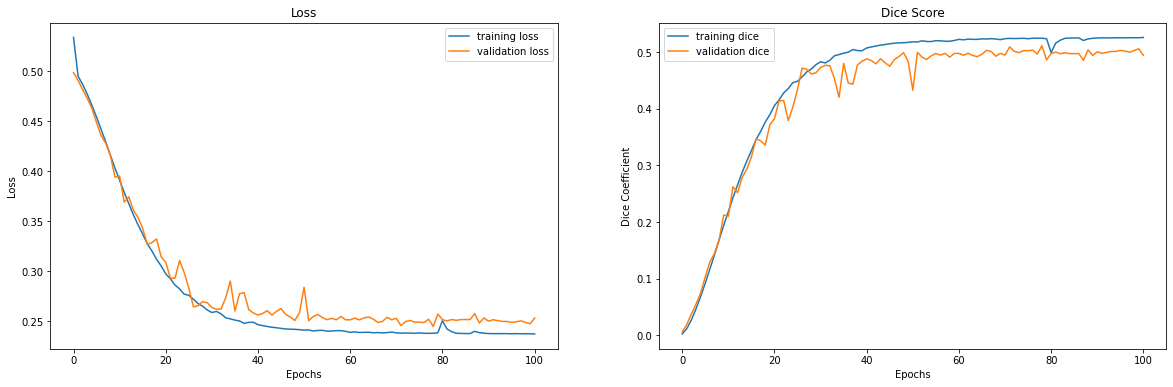 Loss
training loss
validation loss
0.50
0.45
0.40
0.35
0.30
0.25
Loss
0 20 40 60 80 100
Epochs
Dice Score
training dice
validation dice
0.5
0.4
0.3
0.2
0.1
0.0
Dice Coefficient
0 20 40 60 80 100
Epochs